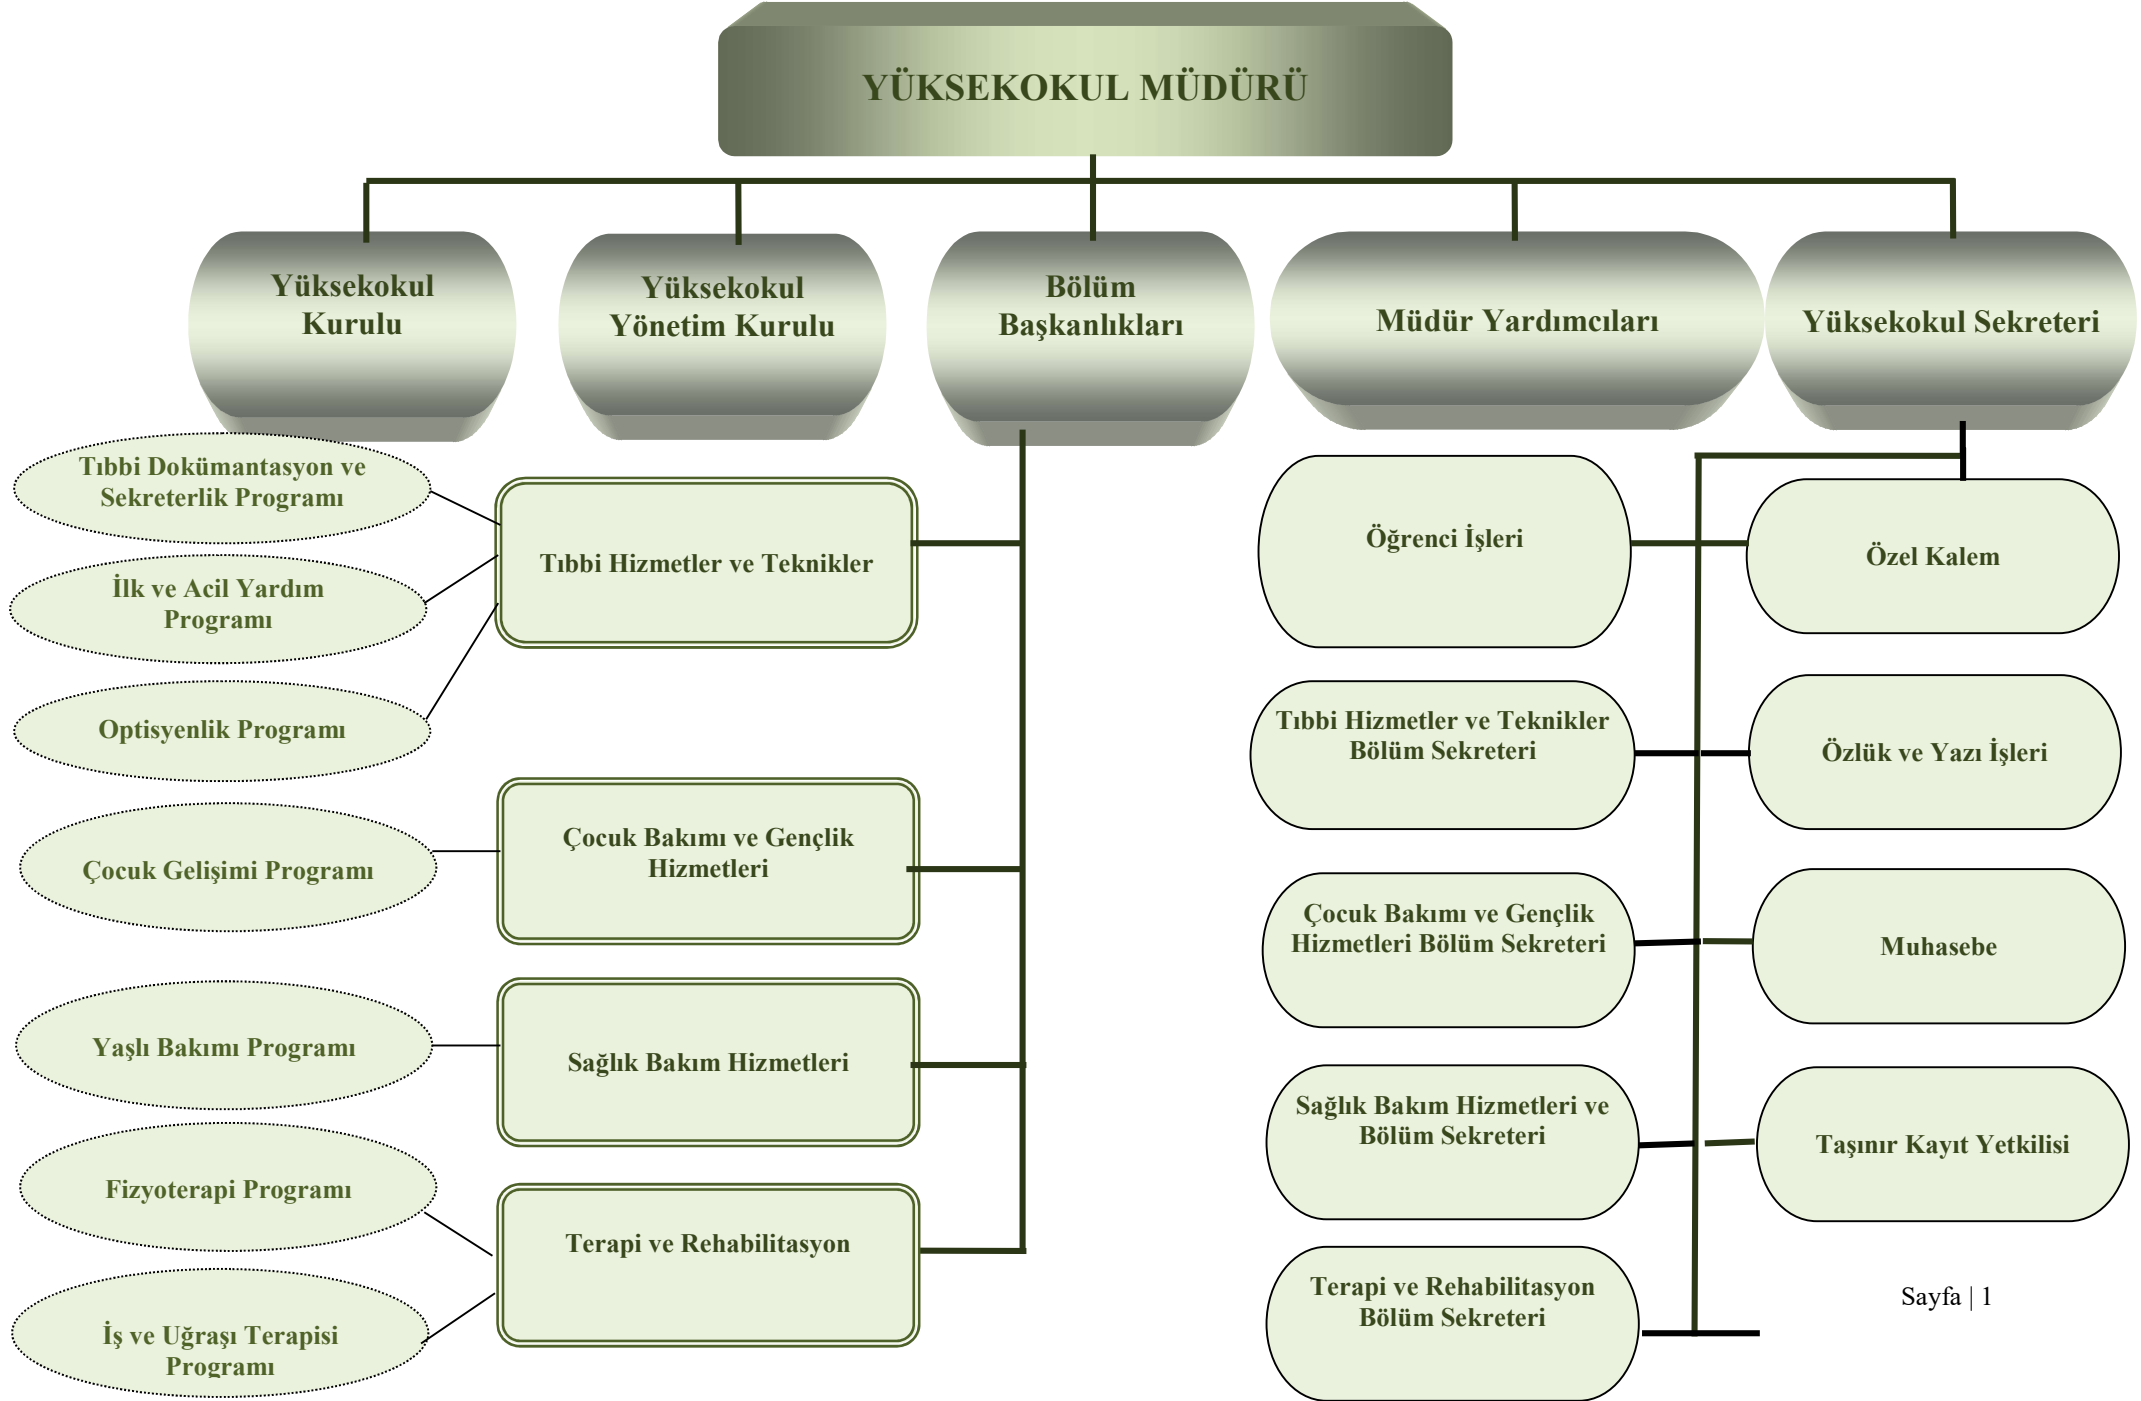 YÜKSEKOKUL MÜDÜRÜ
Yüksekokul
Kurulu
Yüksekokul
Yönetim Kurulu
Bölüm
Başkanlıkları
Müdür Yardımcıları
Yüksekokul Sekreteri
Tıbbi Dokümantasyon ve
Sekreterlik Programı
İlk ve Acil Yardım
Programı
Optisyenlik Programı
Çocuk Gelişimi Programı
Yaşlı Bakımı Programı
Fizyoterapi Programı
İş ve Uğraşı Terapisi
Programı
Tıbbi Hizmetler ve Teknikler
Çocuk Bakımı ve Gençlik
Hizmetleri
Sağlık Bakım Hizmetleri
Terapi ve Rehabilitasyon
Öğrenci İşleri
Tıbbi Hizmetler ve Teknikler
Bölüm Sekreteri
Çocuk Bakımı ve Gençlik
Hizmetleri Bölüm Sekreteri
Sağlık Bakım Hizmetleri ve
Bölüm Sekreteri
Terapi ve Rehabilitasyon
Bölüm Sekreteri
Özel Kalem
Özlük ve Yazı İşleri
Muhasebe
Taşınır Kayıt Yetkilisi
Sayfa | 1